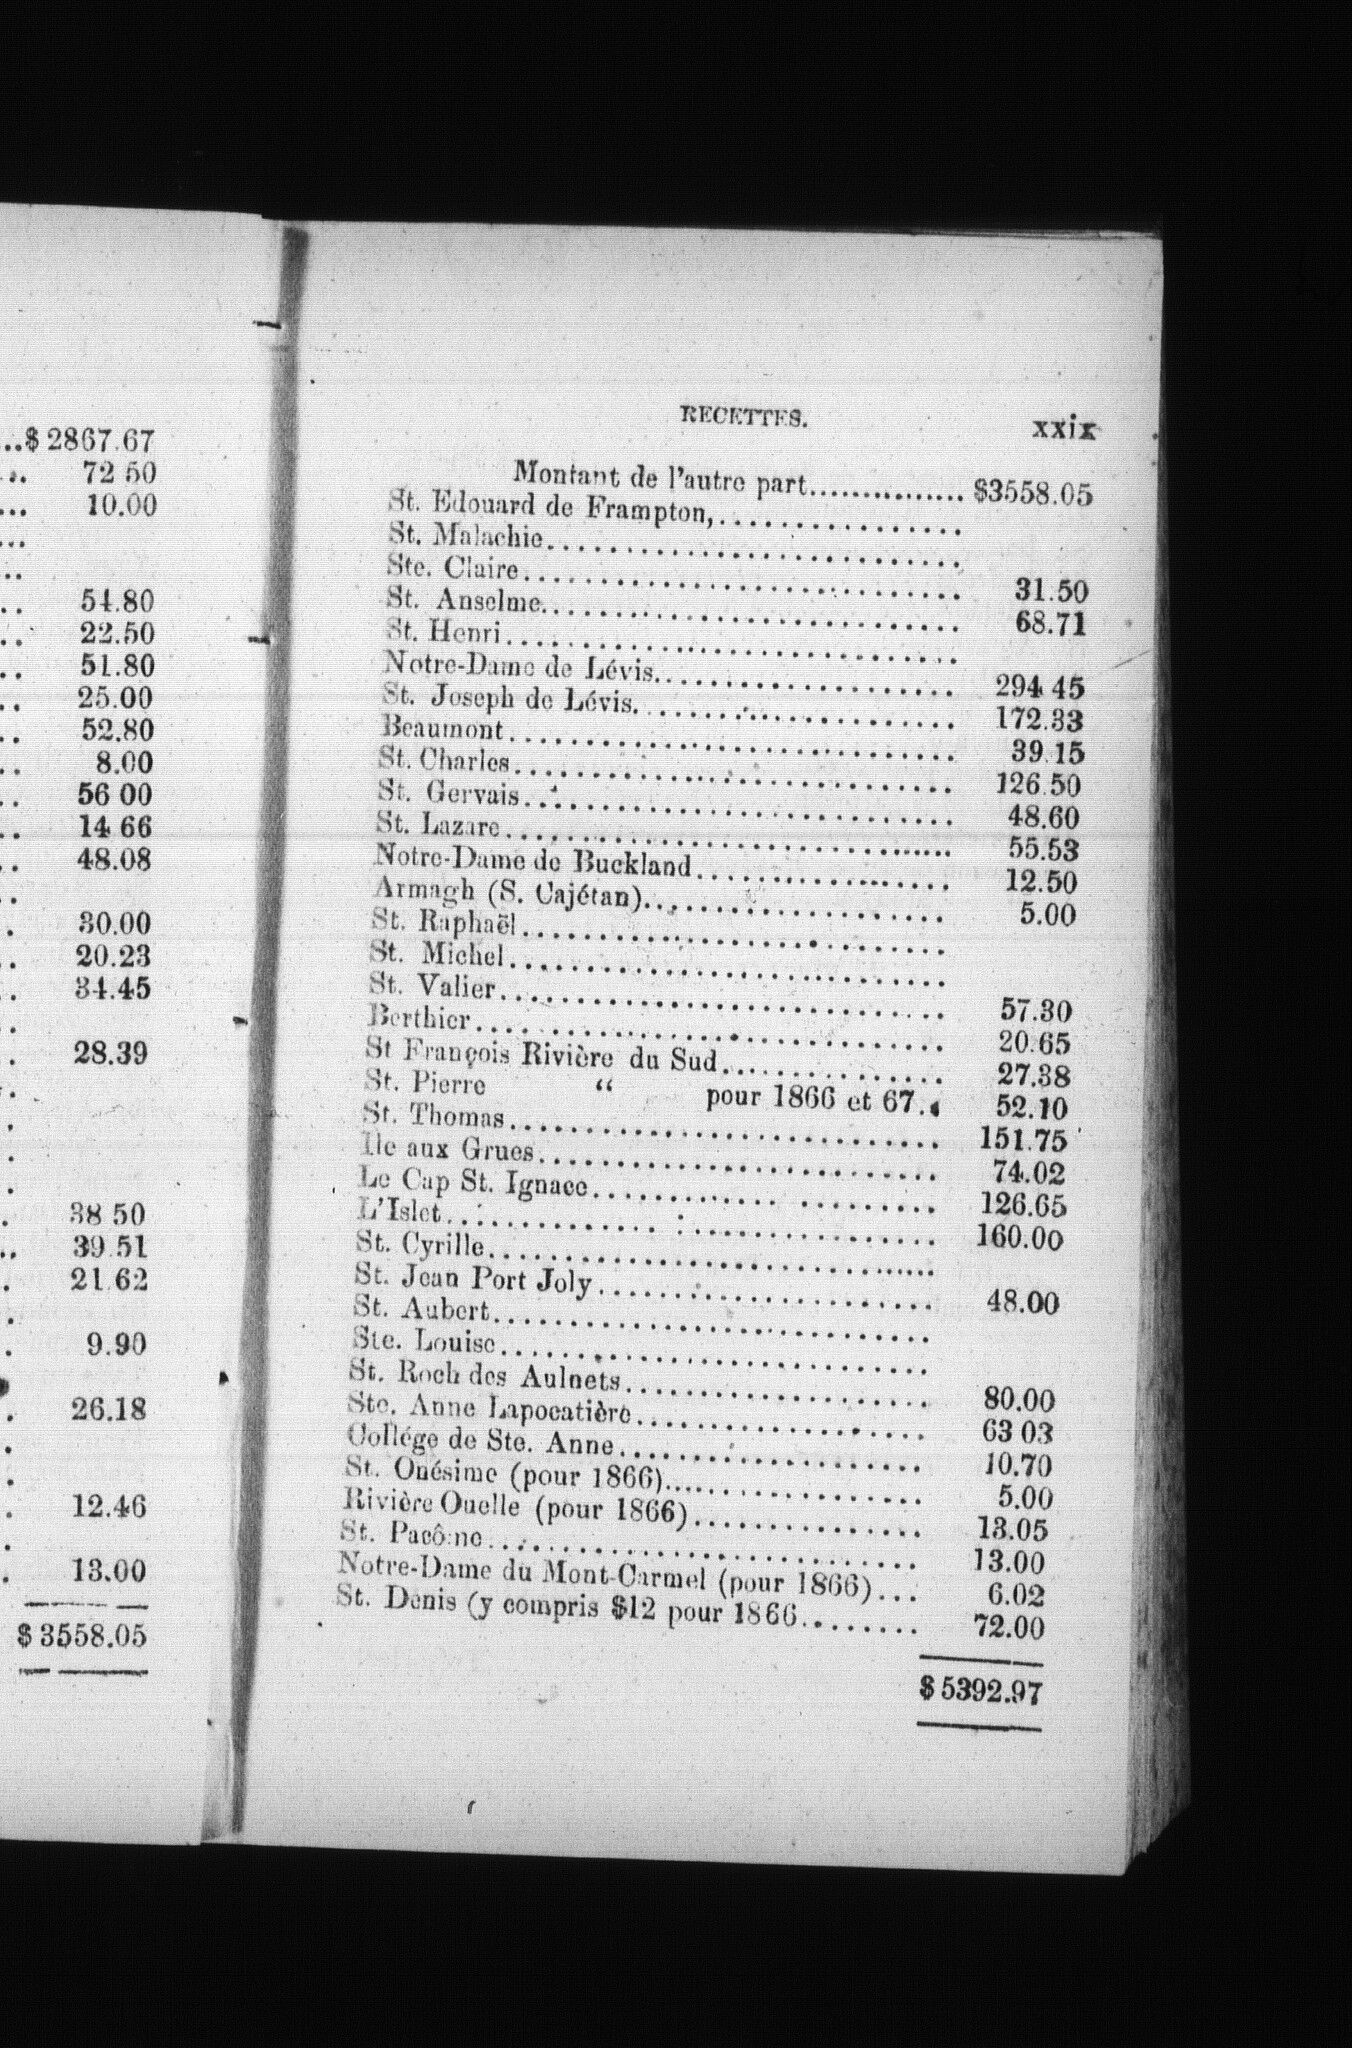 ...$ 2867.67
... 72 50
... 10.00
...
...
.. 54.80
.. 22.50
.. 51.80
.. 25.00
.. 52.80
.. 8.00
.. 56 00
.. 14 66
.. 48.08
..
. 30.00
.. 20.23
.. 34.45
..
. 28.39
.
.
.
.
. 38 50
.. 39.51
. 21.62
.
. 9.90
. 26.18
.
.
. 12.46
.
. 13.00
$ 3558.05
RECETTES. xxix
Montant de l'autre part............... $3558.05
St. Edouard de Frampton,................
St. Malachie...........................
Ste. Claire............................ 31.50
St. Anselme........................... 68.71
St. Henri.............................
Notre-Dame de Lévis................... 294 45
St. Joseph de Lévis.................... 172.33
Beaumont............................. 39.15
St. Charles............................ 126.50
St. Gervais............................ 48.60
St. Lazare............................. 55.53
Notre-Dame de Buckland................ 12.50
Armagh (S. Cajétan).................... 5.00
St. Raphaël...........................
St. Michel............................
St. Valier............................. 57.30
Berthier.............................. 20.65
St François Rivière du Sud............... 27.38
St. Pierre “ pour 1866 et 67.. 52.10
St. Thomas............................ 151.75
Ile aux Grues.......................... 74.02
Le Cap St. Ignace...................... 126.65
L'Islet................................ 160.00
St. Cyrille.............................
St. Jean Port Joly...................... 48.00
St. Aubert............................
Ste. Louise............................
St. Roch des Aulnets.................... 80.00
Ste. Anne Lapocatière................... 63 03
Collége de Ste. Anne.................... 10.70
St. Onésime (pour 1866)................. 5.00
Rivière Ouelle (pour 1866)............... 13.05
St. Pacôme............................ 13.00
Notre-Dame du Mont-Carmel (pour 1866)... 6.02
St. Denis (y compris $12 pour 1866........ 72.00
$ 5392.97